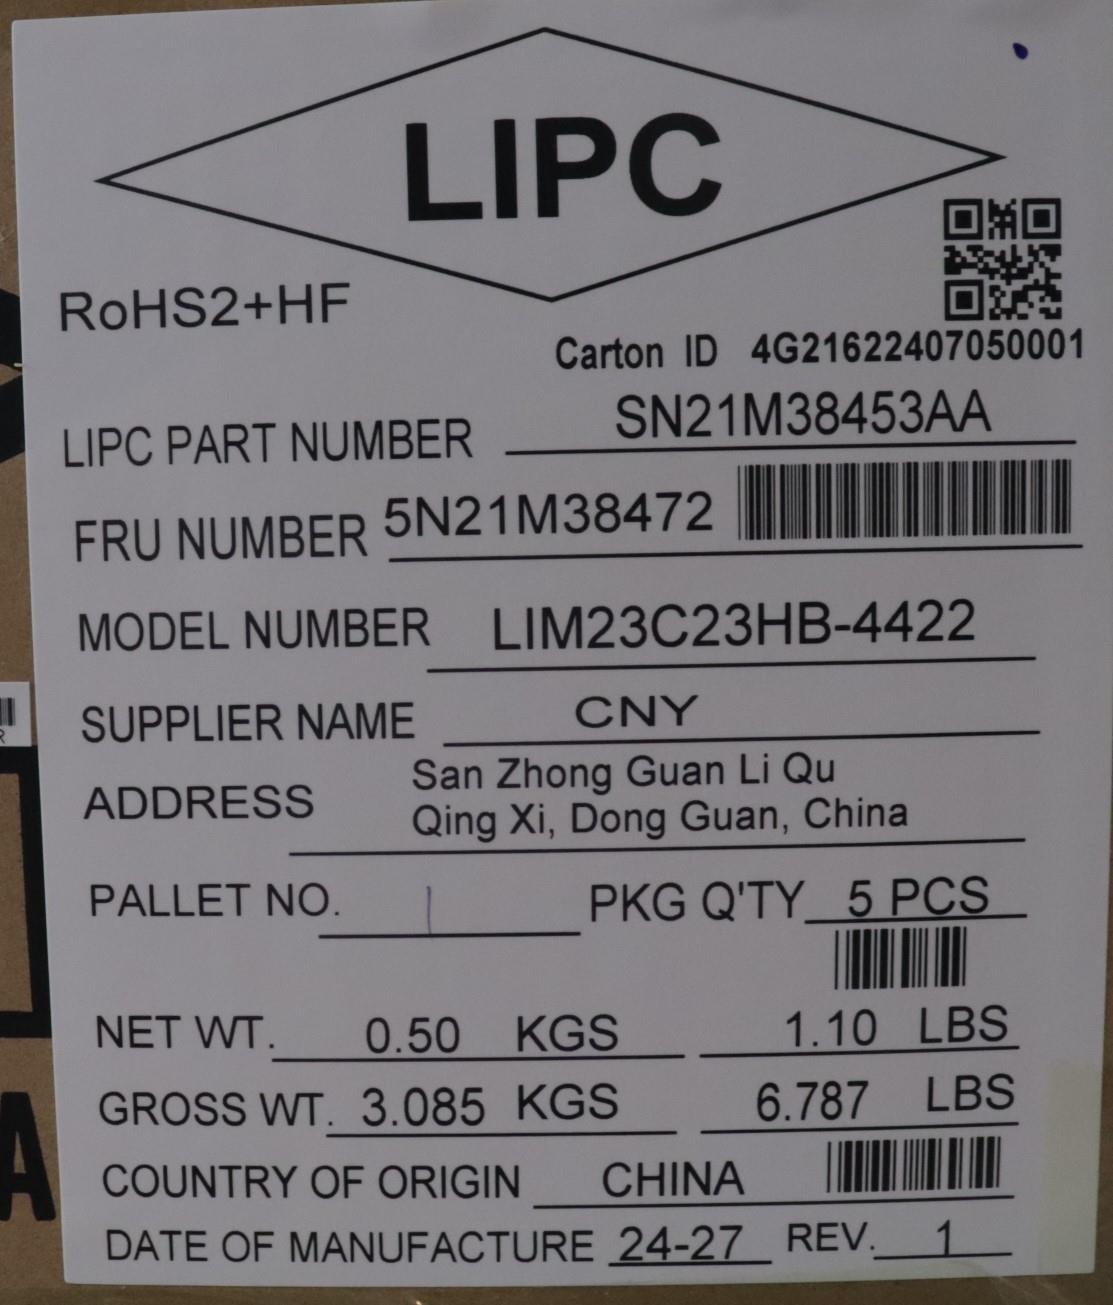 LIPC
RoHS2+HF
Carton ID 4G21622407050001
LIPC PART NUMBER SN21M38453AA
FRU NUMBER 5N21M38472
MODEL NUMBER LIM23C23HB-4422
SUPPLIER NAME CNY
ADDRESS San Zhong Guan Li Qu
Qing Xi, Dong Guan, China
PALLET NO. 1 PKG Q'TY 5 PCS
NET WT. 0.50 KGS 1.10 LBS
GROSS WT. 3.085 KGS 6.787 LBS
COUNTRY OF ORIGIN CHINA
DATE OF MANUFACTURE 24-27 REV. 1